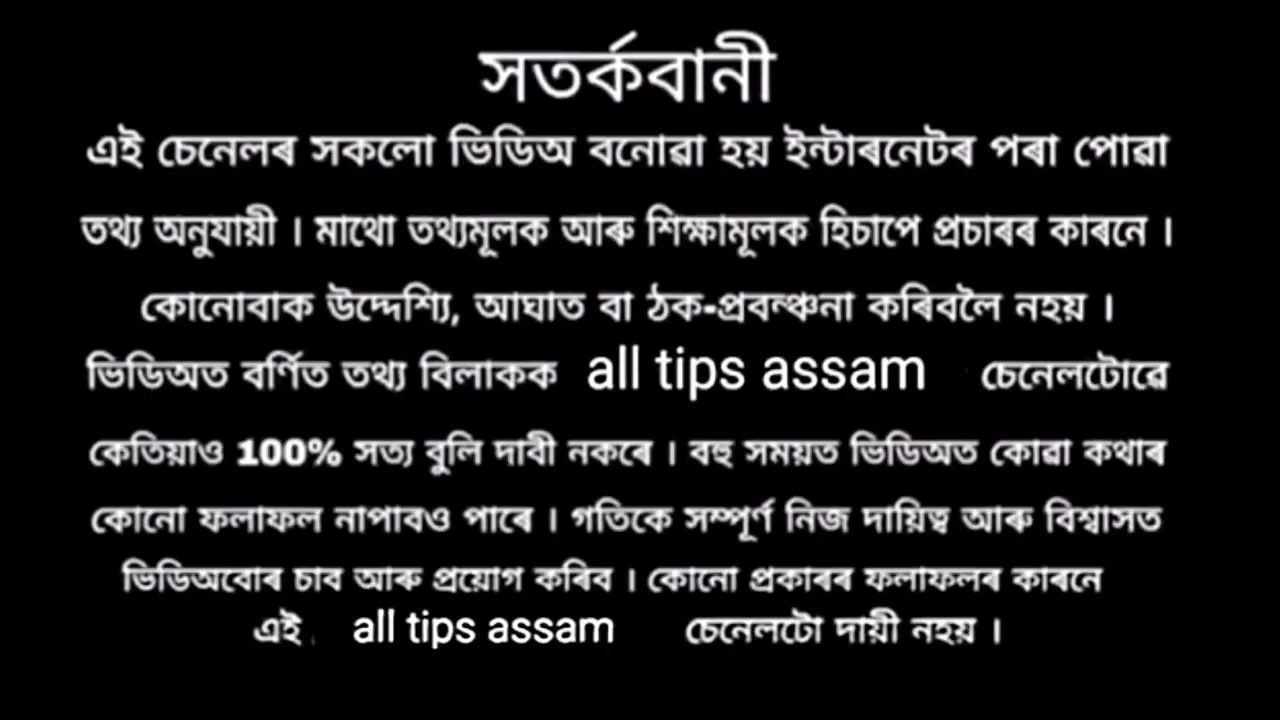 সতৰ্কবানী
এই চেনেলৰ সকলো ভিডিঅ বনোৱা হয় ইন্টাৰনেটৰ পৰা পোৱা
তথ্য অনুযায়ী । মাথো তথ্যমূলক আৰু শিক্ষামূলক হিচাপে প্ৰচাৰৰ কাৰনে ।
কোনোবাক উদ্দেশ্যি, আঘাত বা ঠক-প্ৰবন্ঞ্চনা কৰিবলৈ নহয় ।
ভিডিঅত বৰ্ণিত তথ্য বিলাকক all tips assam চেনেলটোৱে
কেতিয়াও 100% সত্য বুলি দাবী নকৰে । বহু সময়ত ভিডিঅত কোৱা কথাৰ
কোনো ফলাফল নাপাবও পাৰে । গতিকে সম্পূৰ্ণ নিজ দায়িত্ব আৰু বিশ্বাসত
ভিডিঅবোৰ চাব আৰু প্ৰয়োগ কৰিব । কোনো প্ৰকাৰৰ ফলাফলৰ কাৰনে
এই all tips assam চেনেলটো দায়ী নহয় ।